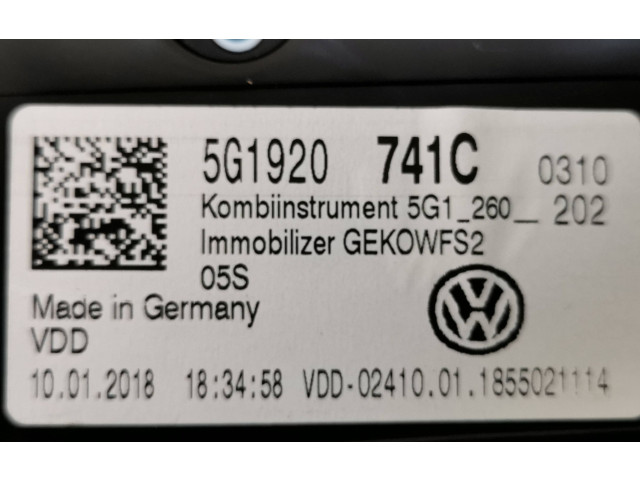 5G1920 741C 0310
Kombiinstrument 5G1_260__ 202
Immobilizer GEKOWFS2
05S
Made in Germany
VDD
10.01.2018 18:34:58 VDD-02410.01.1855021114